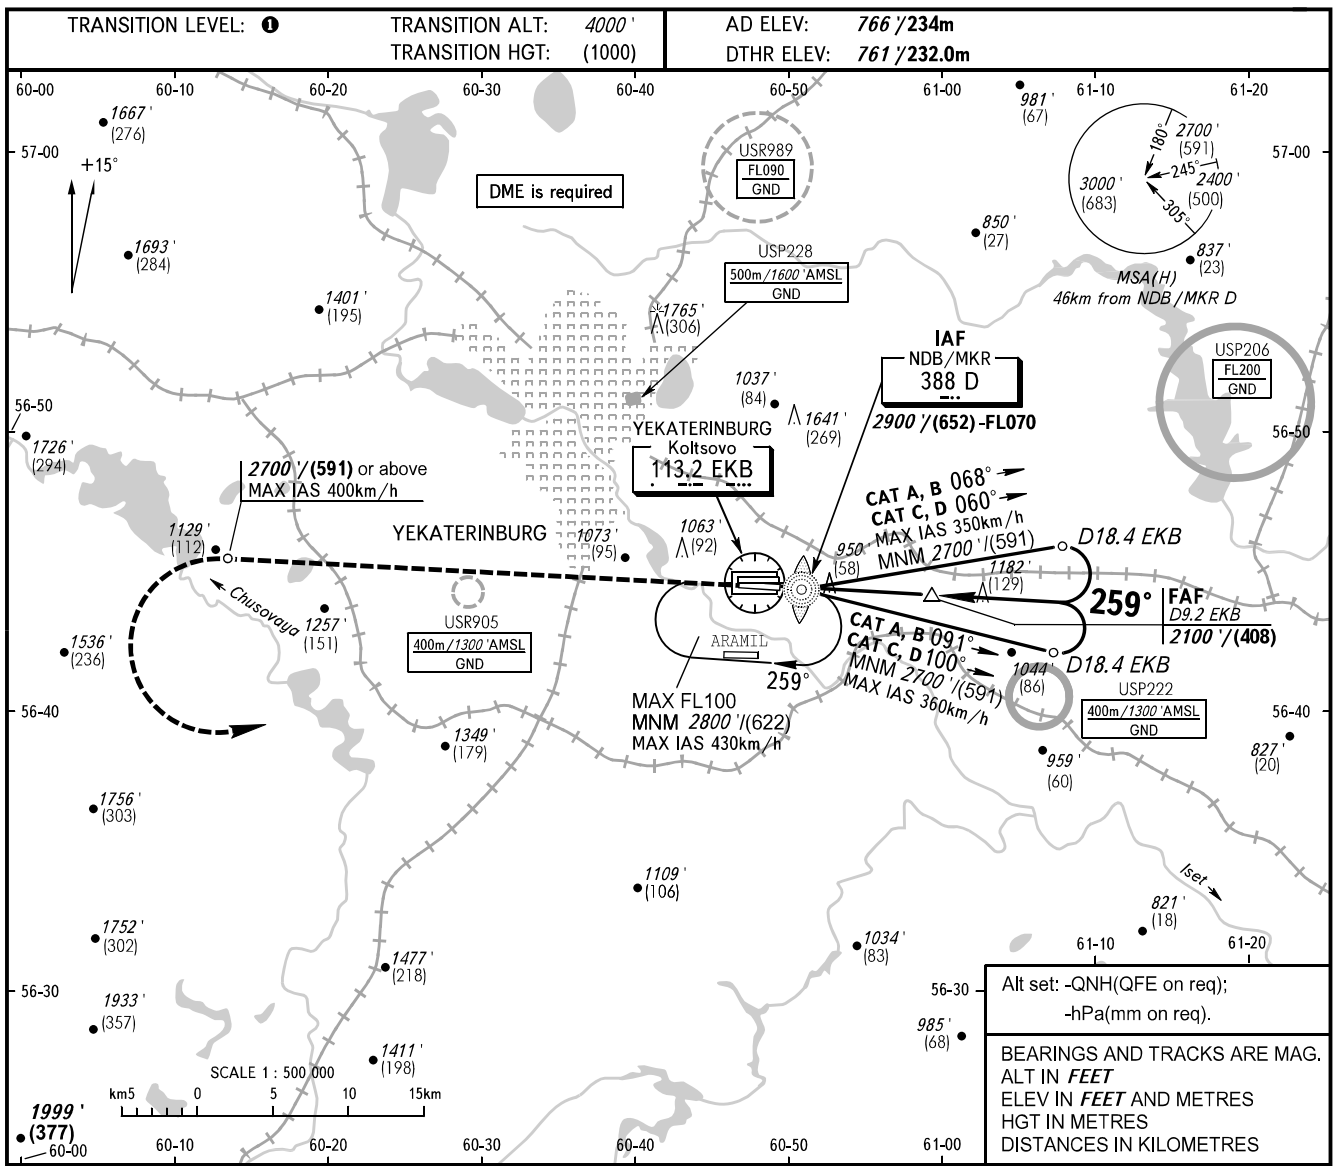 TRANSITION LEVEL: ❶
TRANSITION ALT: 4000 '
TRANSITION HGT: (1000)
AD ELEV: 766 '/234m
DTHR ELEV: 761 '/232.0m
60-00 60-10 60-20 60-30 60-40 60-50 61-00 61-10 61-20
1667 '
(276)
981 '
(67)
57-00
57-00
+15°
USR989
FL090
GND
DME is required
180°
2700 '
(591)
245°
2400 '
(500)
3000 '
(683)
305°
MSA(H)
46km from NDB/MKR D
1693 '
(284)
850 '
(27)
837 '
(23)
USP228
500m/1600 'AMSL
GND
1401 '
(195)
1765 '
(306)
IAF
NDB/MKR
388 D
2900 '/(652) -FL070
USP206
FL200
GND
1037 '
(84)
1641 '
(269)
56-50
56-50
1726 '
(294)
YEKATERINBURG
Koltsovo
113.2 EKB
2700 '/(591) or above
MAX IAS 400km/h
CAT A, B 068°
CAT C, D 060°
MAX IAS 350km/h
MNM 2700 '/(591)
1129 '
(112)
YEKATERINBURG
1073 '
(95)
1063 '
(92)
950 '
(58)
D18.4 EKB
1182 '
(129)
259°
FAF
D9.2 EKB
2100 '/(408)
Chusovaya
1257 '
(151)
USR905
400m/1300 'AMSL
GND
ARAMIL
259°
CAT A, B 091°
CAT C, D 100°
MNM 2700 '/(591)
MAX IAS 360km/h
1044 '
(86)
D18.4 EKB
1536 '
(236)
MAX FL100
MNM 2800 '/(622)
MAX IAS 430km/h
USP222
400m/1300 'AMSL
GND
56-40
56-40
1349 '
(179)
959 '
(60)
827 '
(20)
1756 '
(303)
1109 '
(106)
Iset
821 '
(18)
1752 '
(302)
1034 '
(83)
61-10 61-20
1477 '
(218)
56-30
56-30
1933 '
(357)
985 '
(68)
1411 '
(198)
Alt set: -QNH(QFE on req);
-hPa(mm on req).
BEARINGS AND TRACKS ARE MAG.
ALT IN FEET
ELEV IN FEET AND METRES
HGT IN METRES
DISTANCES IN KILOMETRES
SCALE 1 : 500 000
km5 0 5 10 15km
1999 '
(377)
60-00 60-10 60-20 60-30 60-40 60-50 61-00